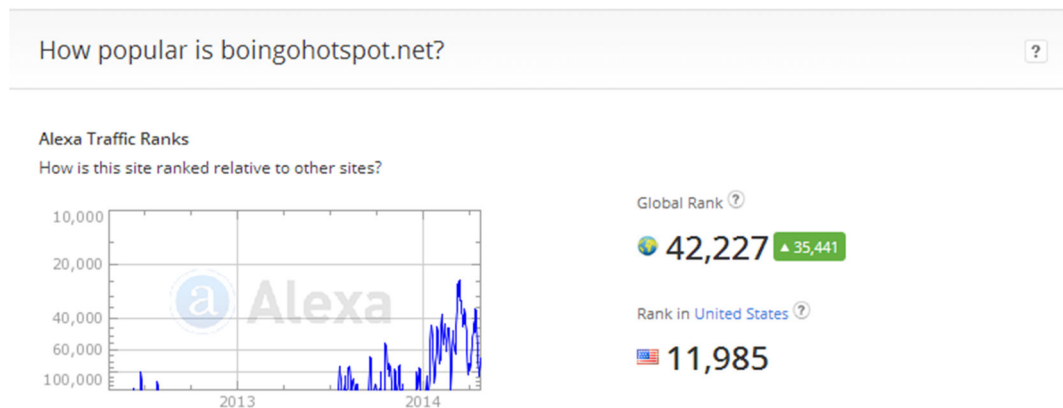 How popular is boingohotspot.net?
?
Alexa Traffic Ranks
How is this site ranked relative to other sites?
10,000
20,000
40,000
60,000
100,000
2013
2014
a Alexa
Global Rank ?
42,227 ▲ 35,441
Rank in United States ?
11,985